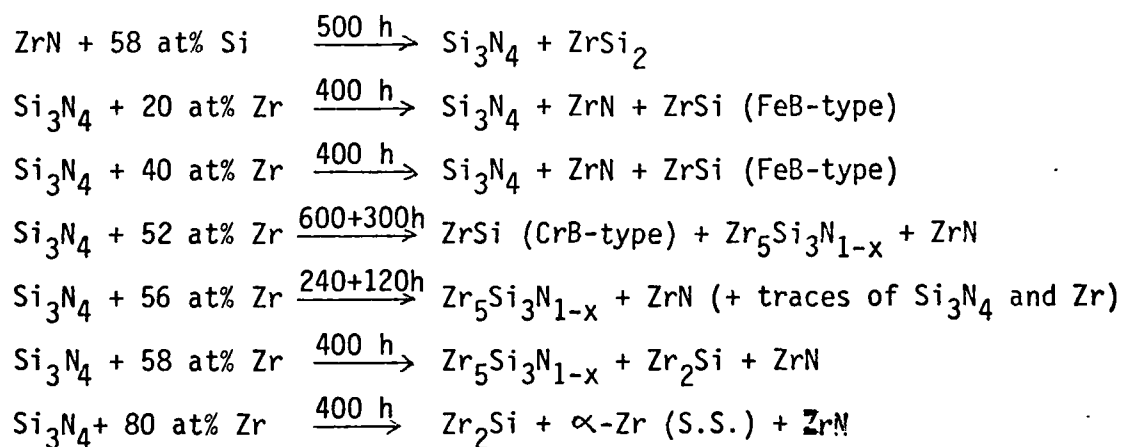 ZrN + 58 at% Si 500 h → Si₃N₄ + ZrSi₂
Si₃N₄ + 20 at% Zr 400 h → Si₃N₄ + ZrN + ZrSi (FeB-type)
Si₃N₄ + 40 at% Zr 400 h → Si₃N₄ + ZrN + ZrSi (FeB-type)
Si₃N₄ + 52 at% Zr 600+300h → ZrSi (CrB-type) + Zr₅Si₃N₁₋ₓ + ZrN
Si₃N₄ + 56 at% Zr 240+120h → Zr₅Si₃N₁₋ₓ + ZrN (+ traces of Si₃N₄ and Zr)
Si₃N₄ + 58 at% Zr 400 h → Zr₅Si₃N₁₋ₓ + Zr₂Si + ZrN
Si₃N₄+ 80 at% Zr 400 h → Zr₂Si + α-Zr (S.S.) + ZrN